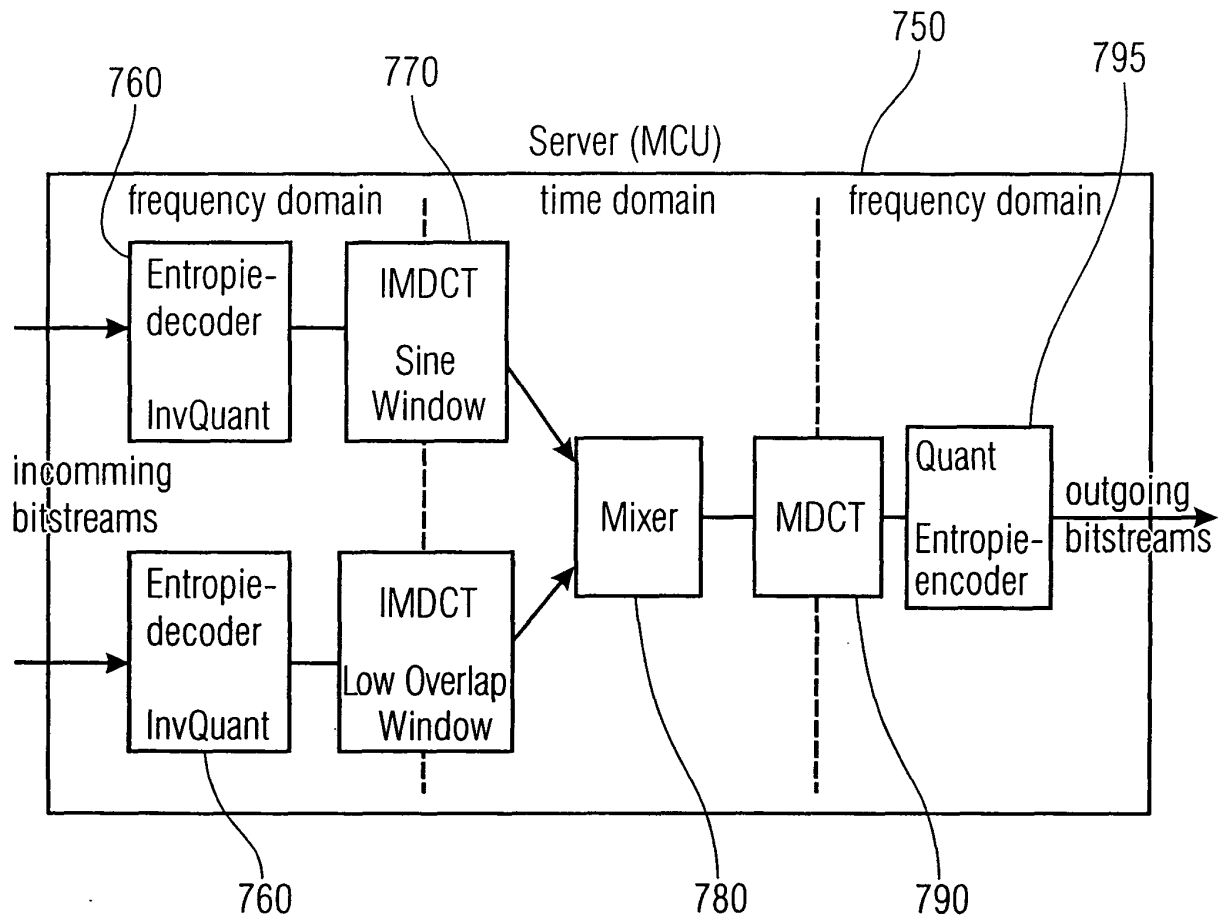 750
795
770
760
Server (MCU)
frequency domain
time domain
frequency domain
Entropie-
decoder
InvQuant
IMDCT
Sine
Window
incomming
bitstreams
Mixer
MDCT
Quant
Entropie-
encoder
outgoing
bitstreams
Entropie-
decoder
InvQuant
IMDCT
Low Overlap
Window
760
780
790